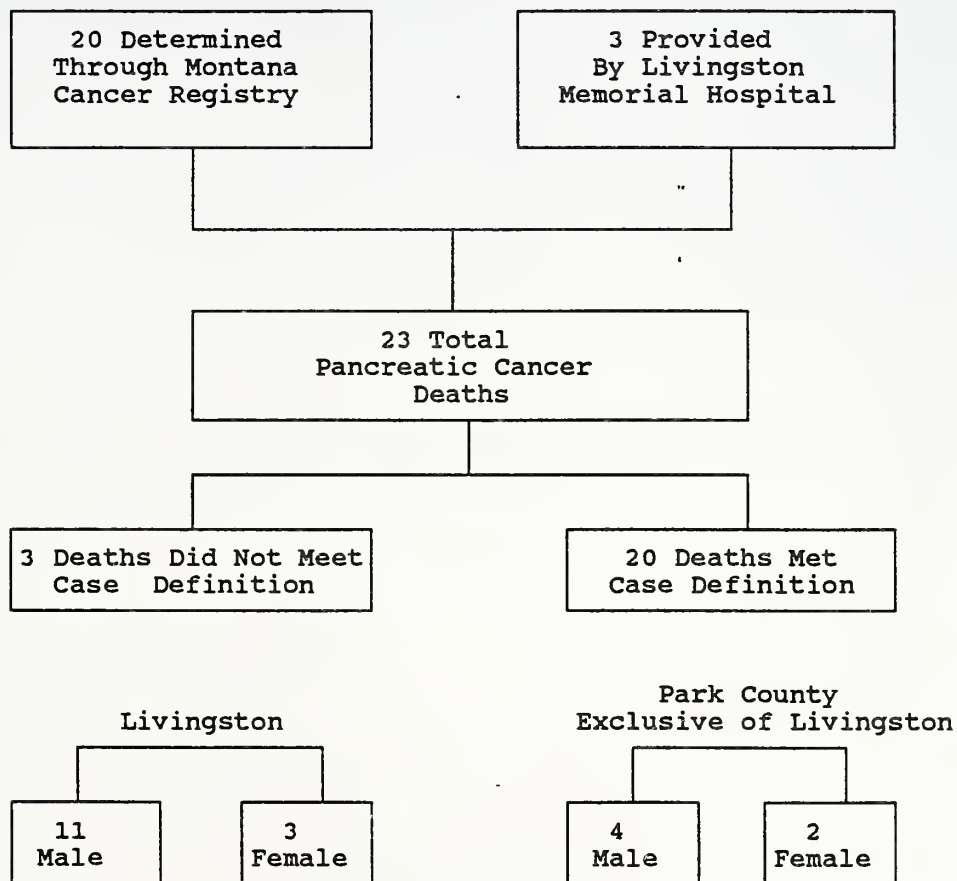 20 Determined
Through Montana
Cancer Registry
3 Provided
By Livingston
Memorial Hospital
23 Total
Pancreatic Cancer
Deaths
3 Deaths Did Not Meet
Case Definition
20 Deaths Met
Case Definition
Livingston
11
Male
3
Female
Park County
Exclusive of Livingston
4
Male
2
Female